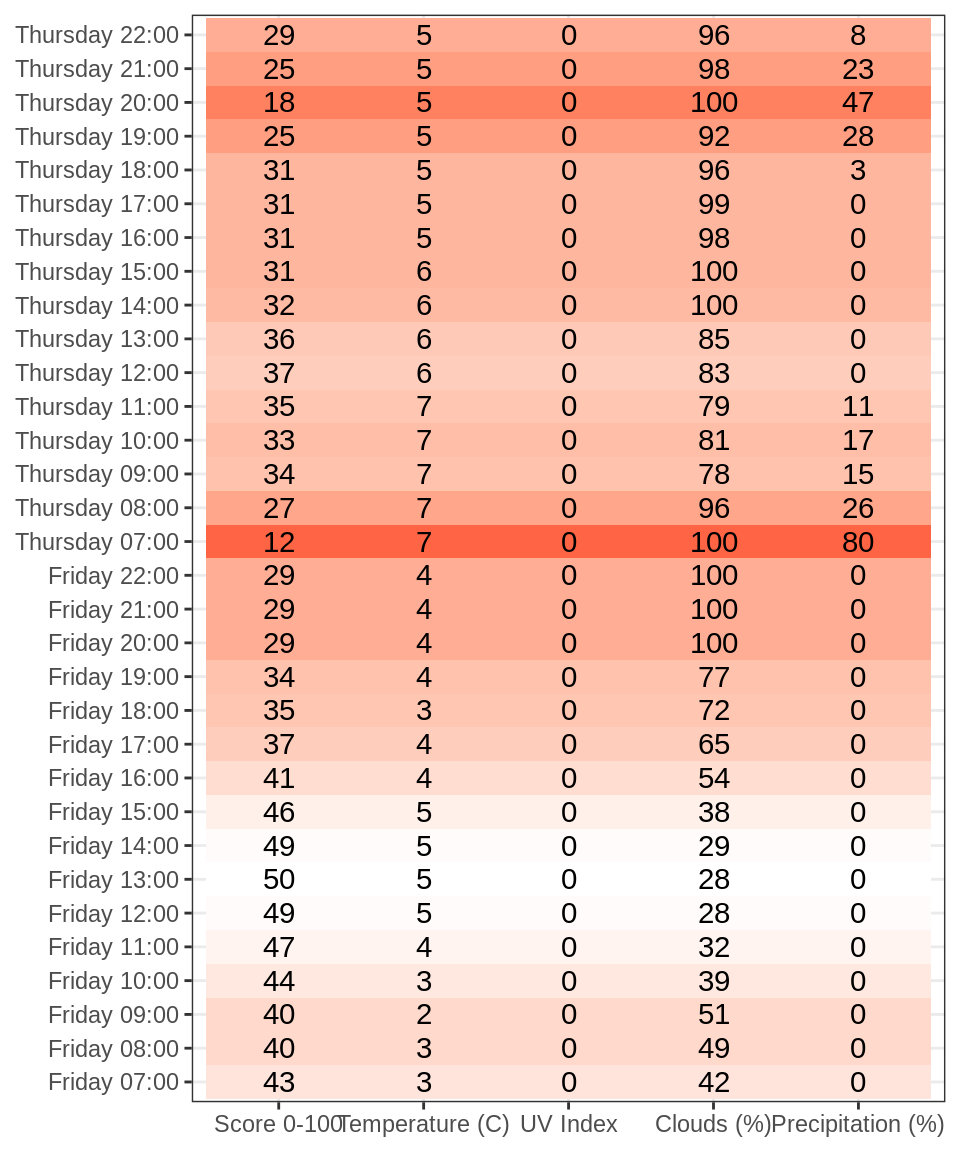 Thursday 22:00 29 5 0 96 8
Thursday 21:00 25 5 0 98 23
Thursday 20:00 18 5 0 100 47
Thursday 19:00 25 5 0 92 28
Thursday 18:00 31 5 0 96 3
Thursday 17:00 31 5 0 99 0
Thursday 16:00 31 5 0 98 0
Thursday 15:00 31 6 0 100 0
Thursday 14:00 32 6 0 100 0
Thursday 13:00 36 6 0 85 0
Thursday 12:00 37 6 0 83 0
Thursday 11:00 35 7 0 79 11
Thursday 10:00 33 7 0 81 17
Thursday 09:00 34 7 0 78 15
Thursday 08:00 27 7 0 96 26
Thursday 07:00 12 7 0 100 80
Friday 22:00 29 4 0 100 0
Friday 21:00 29 4 0 100 0
Friday 20:00 29 4 0 100 0
Friday 19:00 34 4 0 77 0
Friday 18:00 35 3 0 72 0
Friday 17:00 37 4 0 65 0
Friday 16:00 41 4 0 54 0
Friday 15:00 46 5 0 38 0
Friday 14:00 49 5 0 29 0
Friday 13:00 50 5 0 28 0
Friday 12:00 49 5 0 28 0
Friday 11:00 47 4 0 32 0
Friday 10:00 44 3 0 39 0
Friday 09:00 40 2 0 51 0
Friday 08:00 40 3 0 49 0
Friday 07:00 43 3 0 42 0
Score 0-100 Temperature (C) UV Index Clouds (%) Precipitation (%)